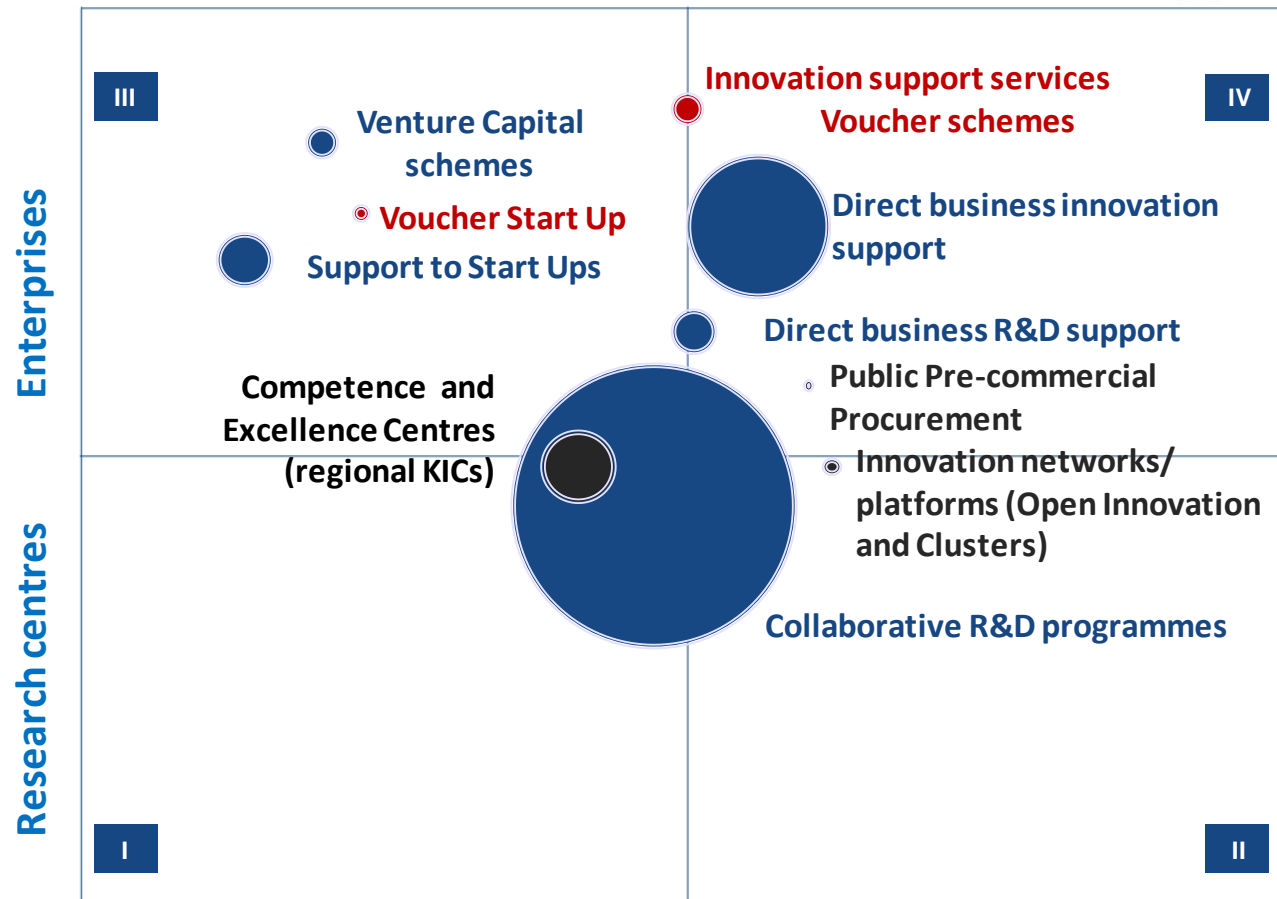 III
IV
Innovation support services
Voucher schemes
Venture Capital
schemes
Voucher Start Up
Support to Start Ups
Direct business innovation
support
Direct business R&D support
Enterprises
Competence and
Excellence Centres
(regional KICs)
Public Pre-commercial
Procurement
Innovation networks/
platforms (Open Innovation
and Clusters)
Collaborative R&D programmes
Research centres
I
II